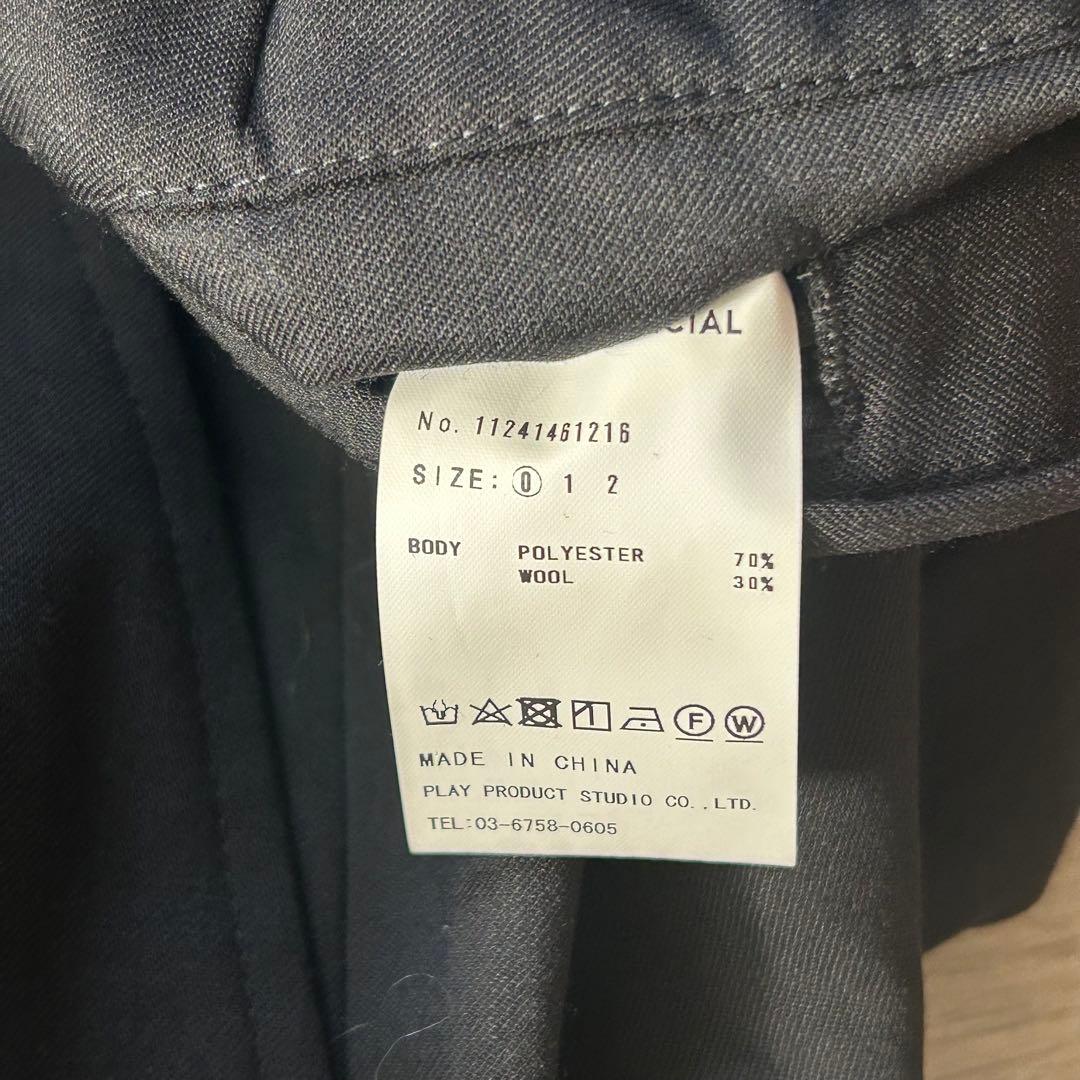 No. 11241461216
SIZE: 0 1 2
BODY POLYESTER 70%
WOOL 30%
F W
MADE IN CHINA
PLAY PRODUCT STUDIO CO.,LTD.
TEL:03-6758-0605